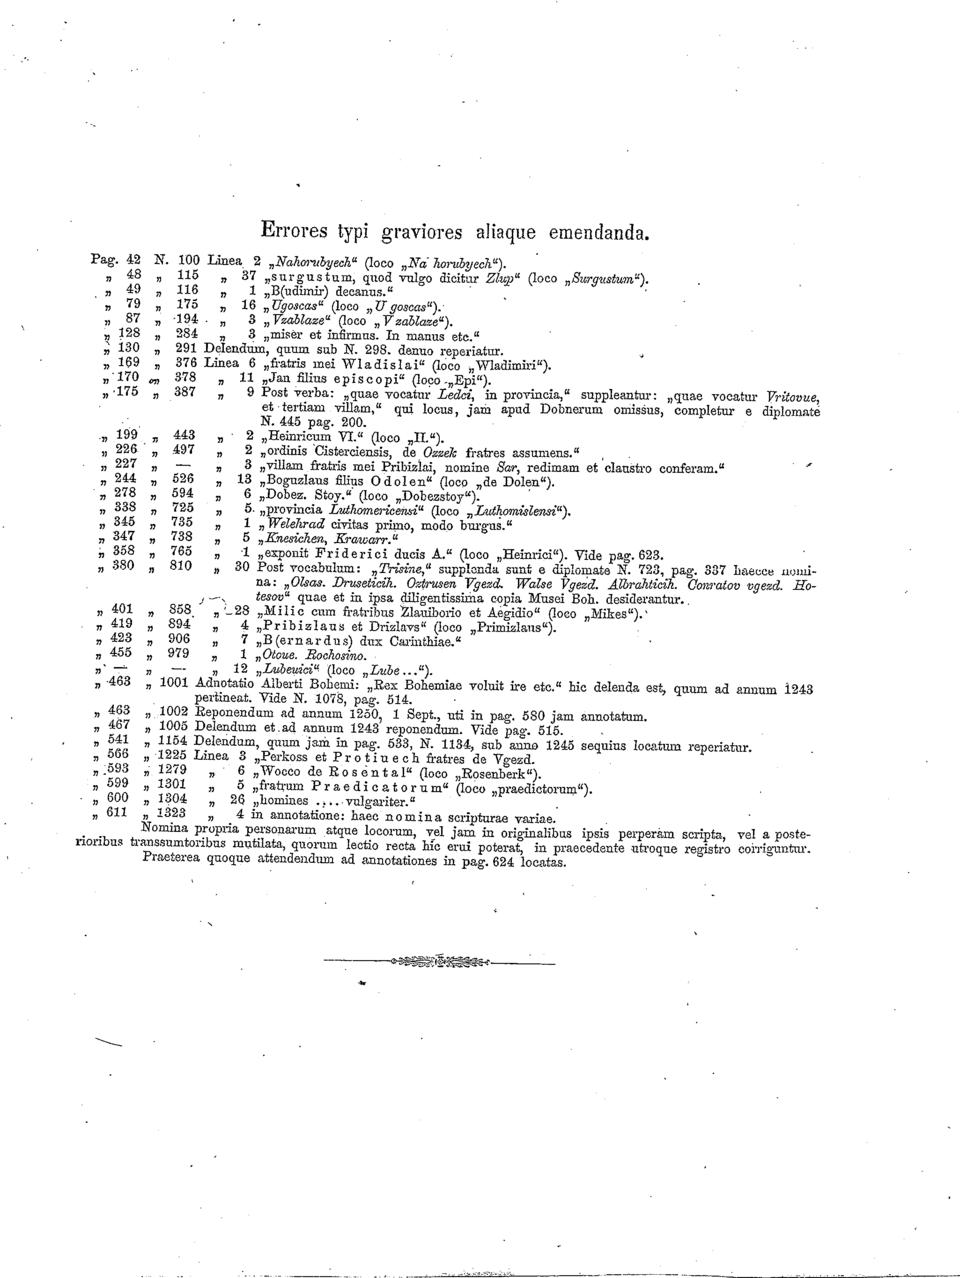 Errores typi graviores aliaque emendanda.
Pag. 42 N. 100 Linea 2 „Nahorubyech“ (loco „Na horubyech“).
„ 48 „ 115 „ 37 „surgustum, quod vulgo dicitur Zlup“ (loco „Surgustum“).
„ 49 „ 116 „ 1 „B(udimir) decanus.“
„ 79 „ 175 „ 16 „Ugoscas“ (loco „U goscas“).
„ 87 „ 194 „ 3 „Vzablaze“ (loco „V zablaze“).
„ 128 „ 284 „ 3 „miser et infirmus. In manus etc.“
„ 130 „ 291 Delendum, quum sub N. 298. denuo reperiatur.
„ 169 „ 376 Linea 6 „fratris mei Wladislai“ (loco „Wladimiri“).
„ 170 „ 378 „ 11 „Jan filius episcopi“ (loco „Epi“).
„ 175 „ 387 „ 9 Post verba: „quae vocatur Ledci, in provincia,“ suppleantur: „quae vocatur Vritovue,
et tertiam villam,“ qui locus, jam apud Dobnerum omissus, completur e diplomate
N. 445 pag. 200.
„ 199 „ 443 „ 2 „Heinricum VI.“ (loco „II.“).
„ 226 „ 497 „ 2 „ordinis Cisterciensis, de Ozzek fratres assumens.“
„ 227 „ — „ 3 „villam fratris mei Pribizlai, nomine Sar, redimam et claustro conferam.“
„ 244 „ 526 „ 13 „Boguzlaus filius Odolen“ (loco „de Dolen“).
„ 278 „ 594 „ 6 „Dobez. Stoy.“ (loco „Dobezstoy“).
„ 338 „ 725 „ 5 „provincia Luthomericensi“ (loco „Luthomislensi“).
„ 345 „ 735 „ 1 „Welehrad civitas primo, modo burgus.“
„ 347 „ 738 „ 5 „Knesichen, Krawarr.“
„ 358 „ 765 „ 1 „exponit Friderici ducis A.“ (loco „Heinrici“). Vide pag. 623.
„ 380 „ 810 „ 30 Post vocabulum: „Trisine,“ supplenda sunt e diplomate N. 723, pag. 337 haecce nomi-
na: „Olsas. Druseticih. Oztrusen Vgezd. Walse Vgezd. Albrahticih. Conratov vgezd. Ho-
tesov“ quae et in ipsa diligentissima copia Musei Boh. desiderantur.
„ 401 „ 858 „ 28 „Milic cum fratribus Zlauiborio et Aegidio“ (loco „Mikes“).
„ 419 „ 894 „ 4 „Pribizlaus et Drizlavs“ (loco „Primizlaus“).
„ 423 „ 906 „ 7 „B(ernardus) dux Carinthiae.“
„ 455 „ 979 „ 1 „Otoue. Rochosino.
„ — „ — „ 12 „Lubeuici“ (loco „Lube ...“).
„ 463 „ 1001 Adnotatio Alberti Bohemi: „Rex Bohemiae voluit ire etc.“ hic delenda est, quum ad annum 1243
pertineat. Vide N. 1078, pag. 514.
„ 463 „ 1002 Reponendum ad annum 1250, 1 Sept., uti in pag. 580 jam annotatum.
„ 467 „ 1005 Delendum et ad annum 1243 reponendum. Vide pag. 515.
„ 541 „ 1154 Delendum, quum jam in pag. 533, N. 1134, sub anno 1245 sequius locatum reperiatur.
„ 566 „ 1225 Linea 3 „Perkoss et Protiuech fratres de Vgezd.
„ 593 „ 1279 „ 6 „Wocco de Rosental“ (loco „Rosenberk“).
„ 599 „ 1301 „ 5 „fratrum Praedicatorum“ (loco „praedictorum“).
„ 600 „ 1304 „ 26 „homines .... vulgariter.“
„ 611 „ 1323 „ 4 in annotatione: haec nomina scripturae variae.
Nomina propria personarum atque locorum, vel jam in originalibus ipsis perperam scripta, vel a poste-
rioribus transsumtoribus mutilata, quorum lectio recta hic erui poterat, in praecedente utroque registro corriguntur.
Praeterea quoque attendendum ad annotationes in pag. 624 locatas.